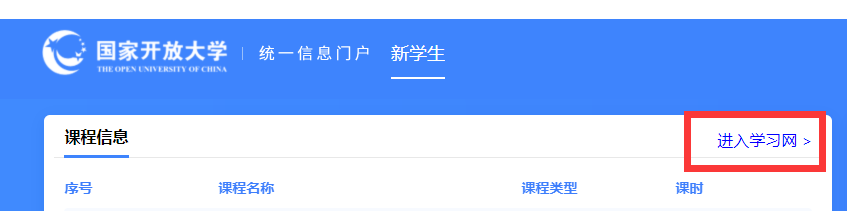 国家开放大学
THE OPEN UNIVERSITY OF CHINA
统一信息门户 新学生
课程信息 进入学习网 >
序号 课程名称 课程类型 课时